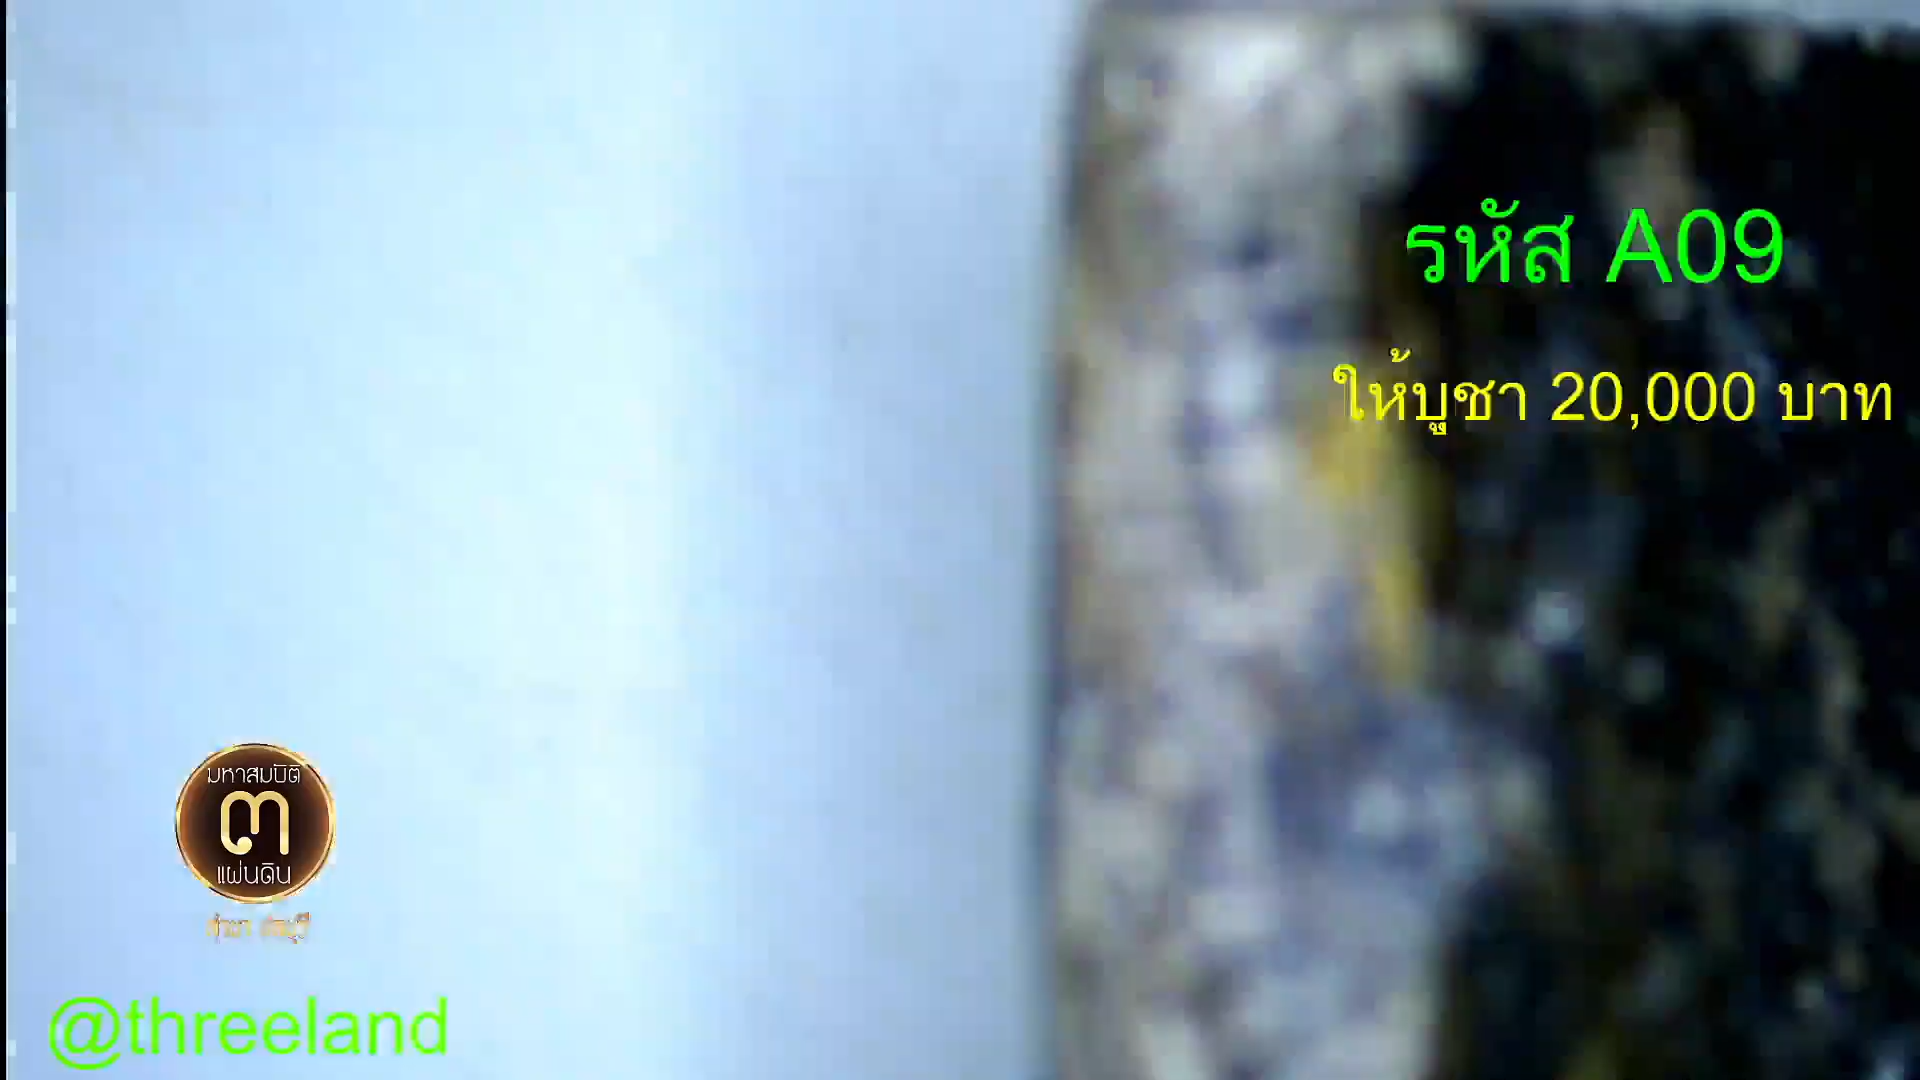 รหัส A09
ให้บูชา 20,000 บาท
มหาสมบัติ
๓
แผ่นดิน
@threeland